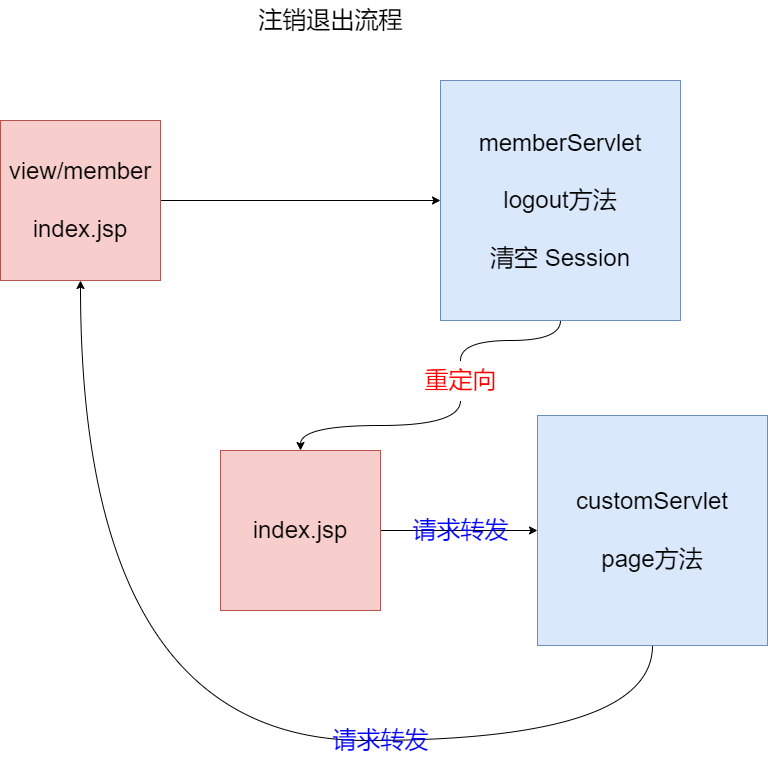 注销退出流程
view/member
index.jsp
memberServlet
logout方法
清空 Session
重定向
index.jsp
请求转发
customServlet
page方法
请求转发